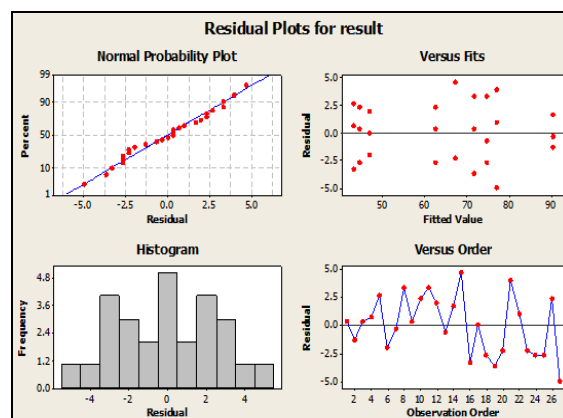 Residual Plots for result
Normal Probability Plot
99
90
50
10
1
Percent
-5.0 -2.5 0.0 2.5 5.0
Residual
Versus Fits
5.0
2.5
0.0
-2.5
-5.0
Residual
40 50 60 70 80 90
Fitted Value
Histogram
4.8
3.6
2.4
1.2
0.0
Frequency
-4 -2 0 2 4
Residual
Versus Order
5.0
2.5
0.0
-2.5
-5.0
Residual
2 4 6 8 10 12 14 16 18 20 22 24 26
Observation Order